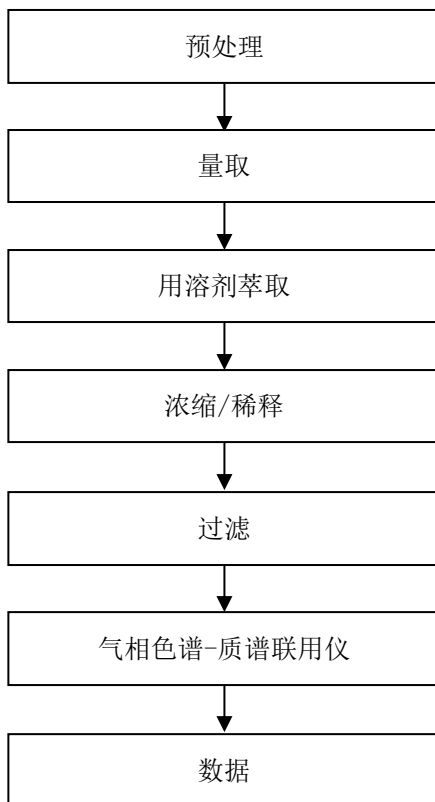 预处理
量取
用溶剂萃取
浓缩/稀释
过滤
气相色谱-质谱联用仪
数据